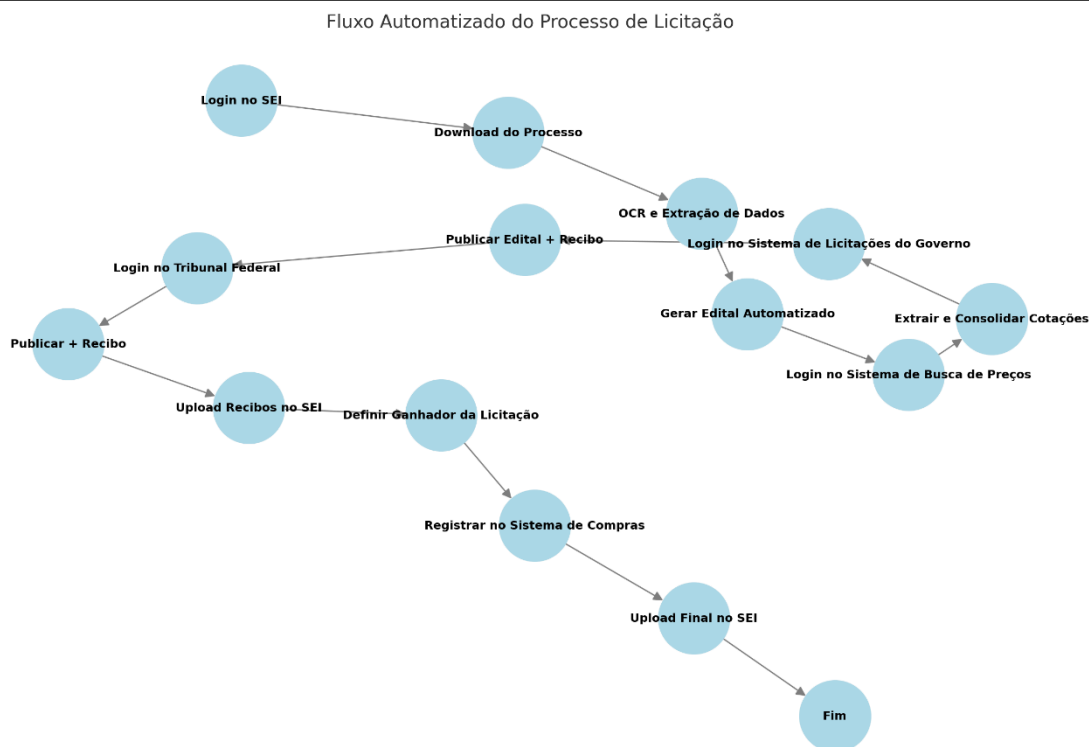 Fluxo Automatizado do Processo de Licitação
Login no SEI
Download do Processo
OCR e Extração de Dados
Publicar Edital + Recibo
Login no Sistema de Licitações do Governo
Login no Tribunal Federal
Gerar Edital Automatizado
Extrair e Consolidar Cotações
Publicar + Recibo
Login no Sistema de Busca de Preços
Upload Recibos no SEI
Definir Ganhador da Licitação
Registrar no Sistema de Compras
Upload Final no SEI
Fim